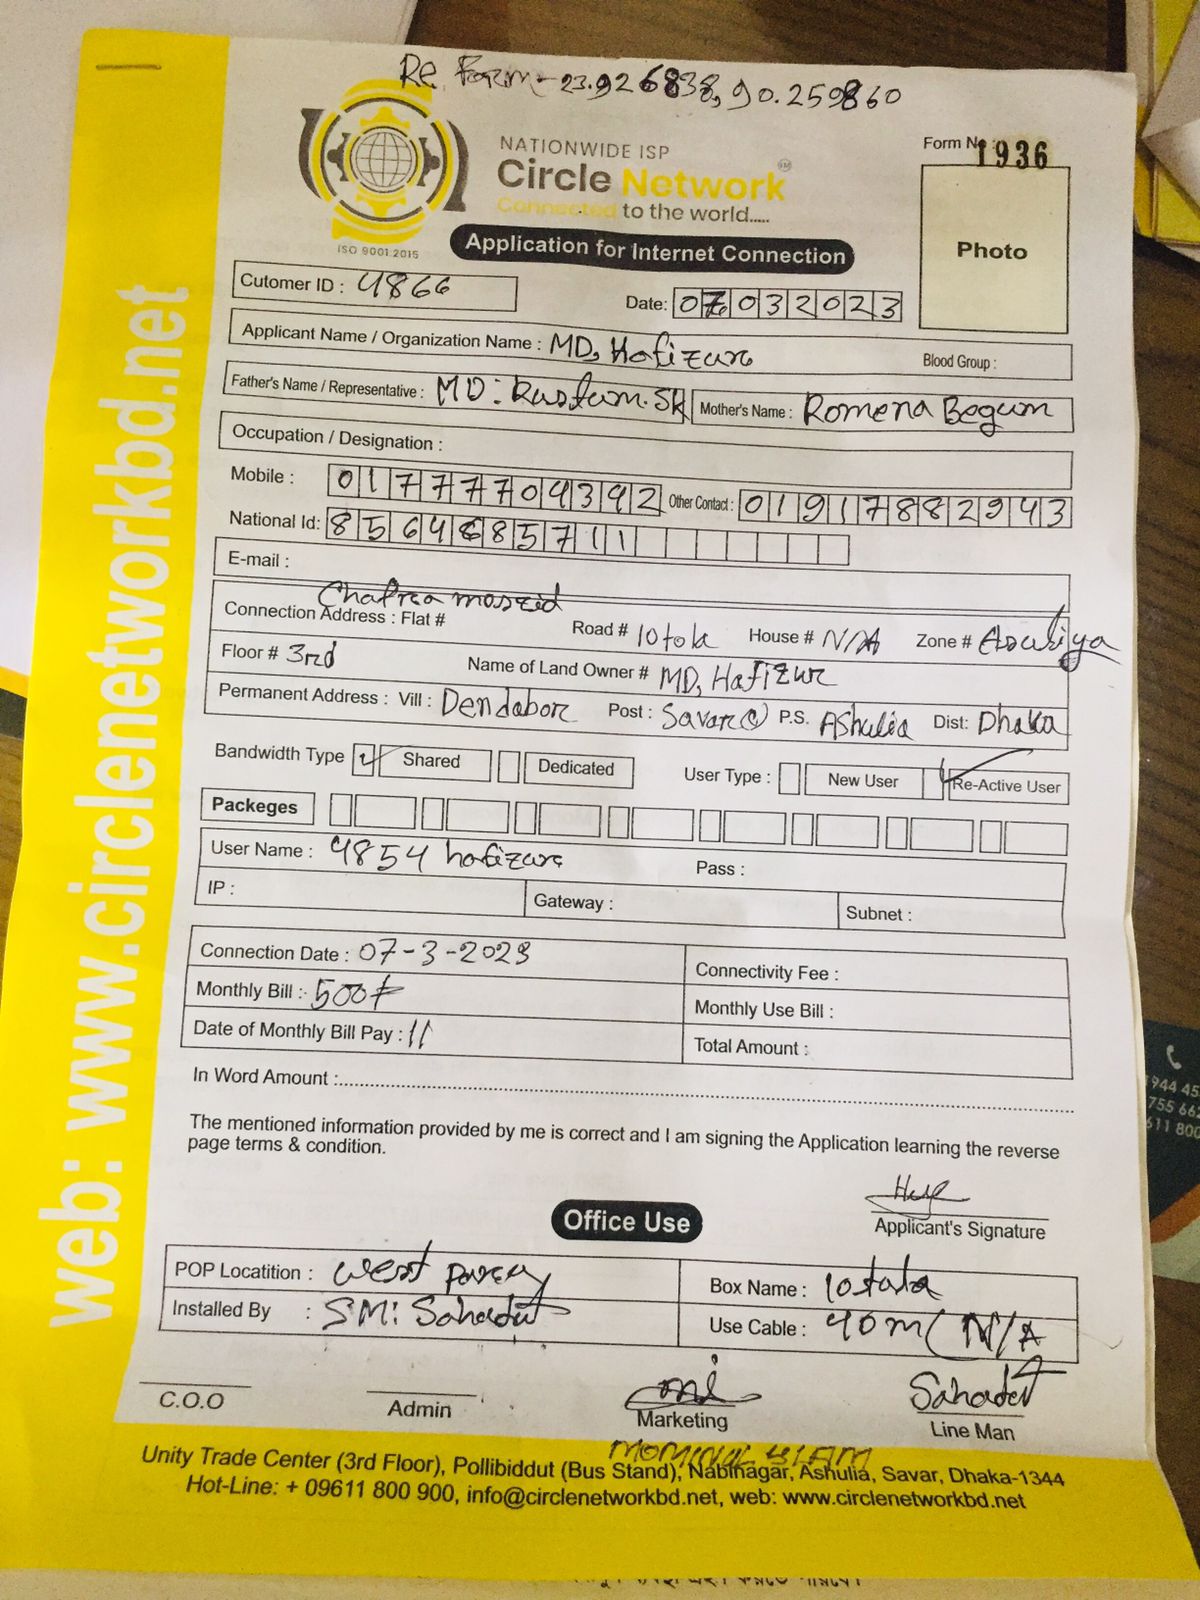 Re. Form - 23.926838, 90.259860
NATIONWIDE ISP
Circle Network
Connected to the world.....
ISO 9001:2015
Form No 1936
Photo
Application for Internet Connection
Cutomer ID : 4866
Date: 07032023
Applicant Name / Organization Name : MD, Hafizur Blood Group :
Father's Name / Representative : MD: Rustum. Sk Mother's Name : Romena Begum
Occupation / Designation :
Mobile : 01777704392 Other Contact : 01917882943
National Id: 8564685711
E-mail :
Connection Address : Flat # Road # 10tola House # N/A Zone # Asuliya
Floor # 3rd Name of Land Owner # MD, Hafizur
Permanent Address : Vill : Dendabor Post : Savar P.S. Ashulia Dist: Dhaka
Bandwidth Type Shared Dedicated User Type : New User Re-Active User
Packeges
User Name : 4854 hafizur Pass :
IP : Gateway : Subnet :
Connection Date : 07-3-2023 Connectivity Fee :
Monthly Bill : 500 Monthly Use Bill :
Date of Monthly Bill Pay : 11 Total Amount :
In Word Amount :
The mentioned information provided by me is correct and I am signing the Application learning the reverse
page terms & condition.
Applicant's Signature
Office Use
POP Locatition : west Box Name : 10tala
Installed By : SM: Sahadat Use Cable : 40m (N/A
Sahadat
C.O.O Admin Marketing Line Man
MOMINUL ISLAM
Unity Trade Center (3rd Floor), Pollibiddut (Bus Stand), Nabinagar, Ashulia, Savar, Dhaka-1344
Hot-Line: + 09611 800 900, info@circlenetworkbd.net, web: www.circlenetworkbd.net
web: www.circlenetworkbd.net